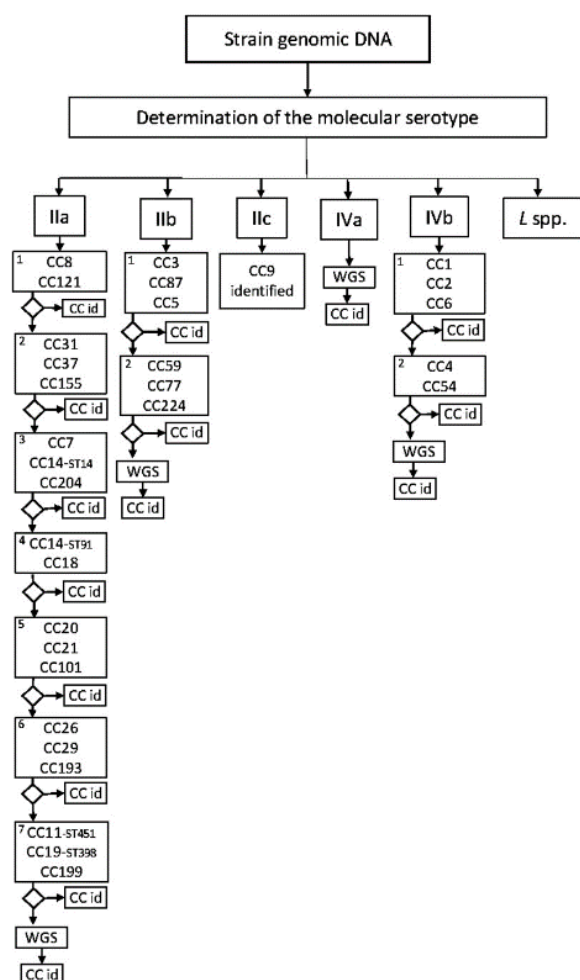 Strain genomic DNA
Determination of the molecular serotype
IIa
1 CC8
CC121
CC id
2 CC31
CC37
CC155
CC id
3 CC7
CC14-ST14
CC204
CC id
4 CC14-ST91
CC18
CC id
5 CC20
CC21
CC101
CC id
6 CC26
CC29
CC193
CC id
7 CC11-ST451
CC19-ST398
CC199
CC id
WGS
CC id
IIb
1 CC3
CC87
CC5
CC id
2 CC59
CC77
CC224
CC id
WGS
CC id
IIc
CC9
identified
IVa
WGS
CC id
IVb
1 CC1
CC2
CC6
CC id
2 CC4
CC54
CC id
WGS
CC id
L spp.